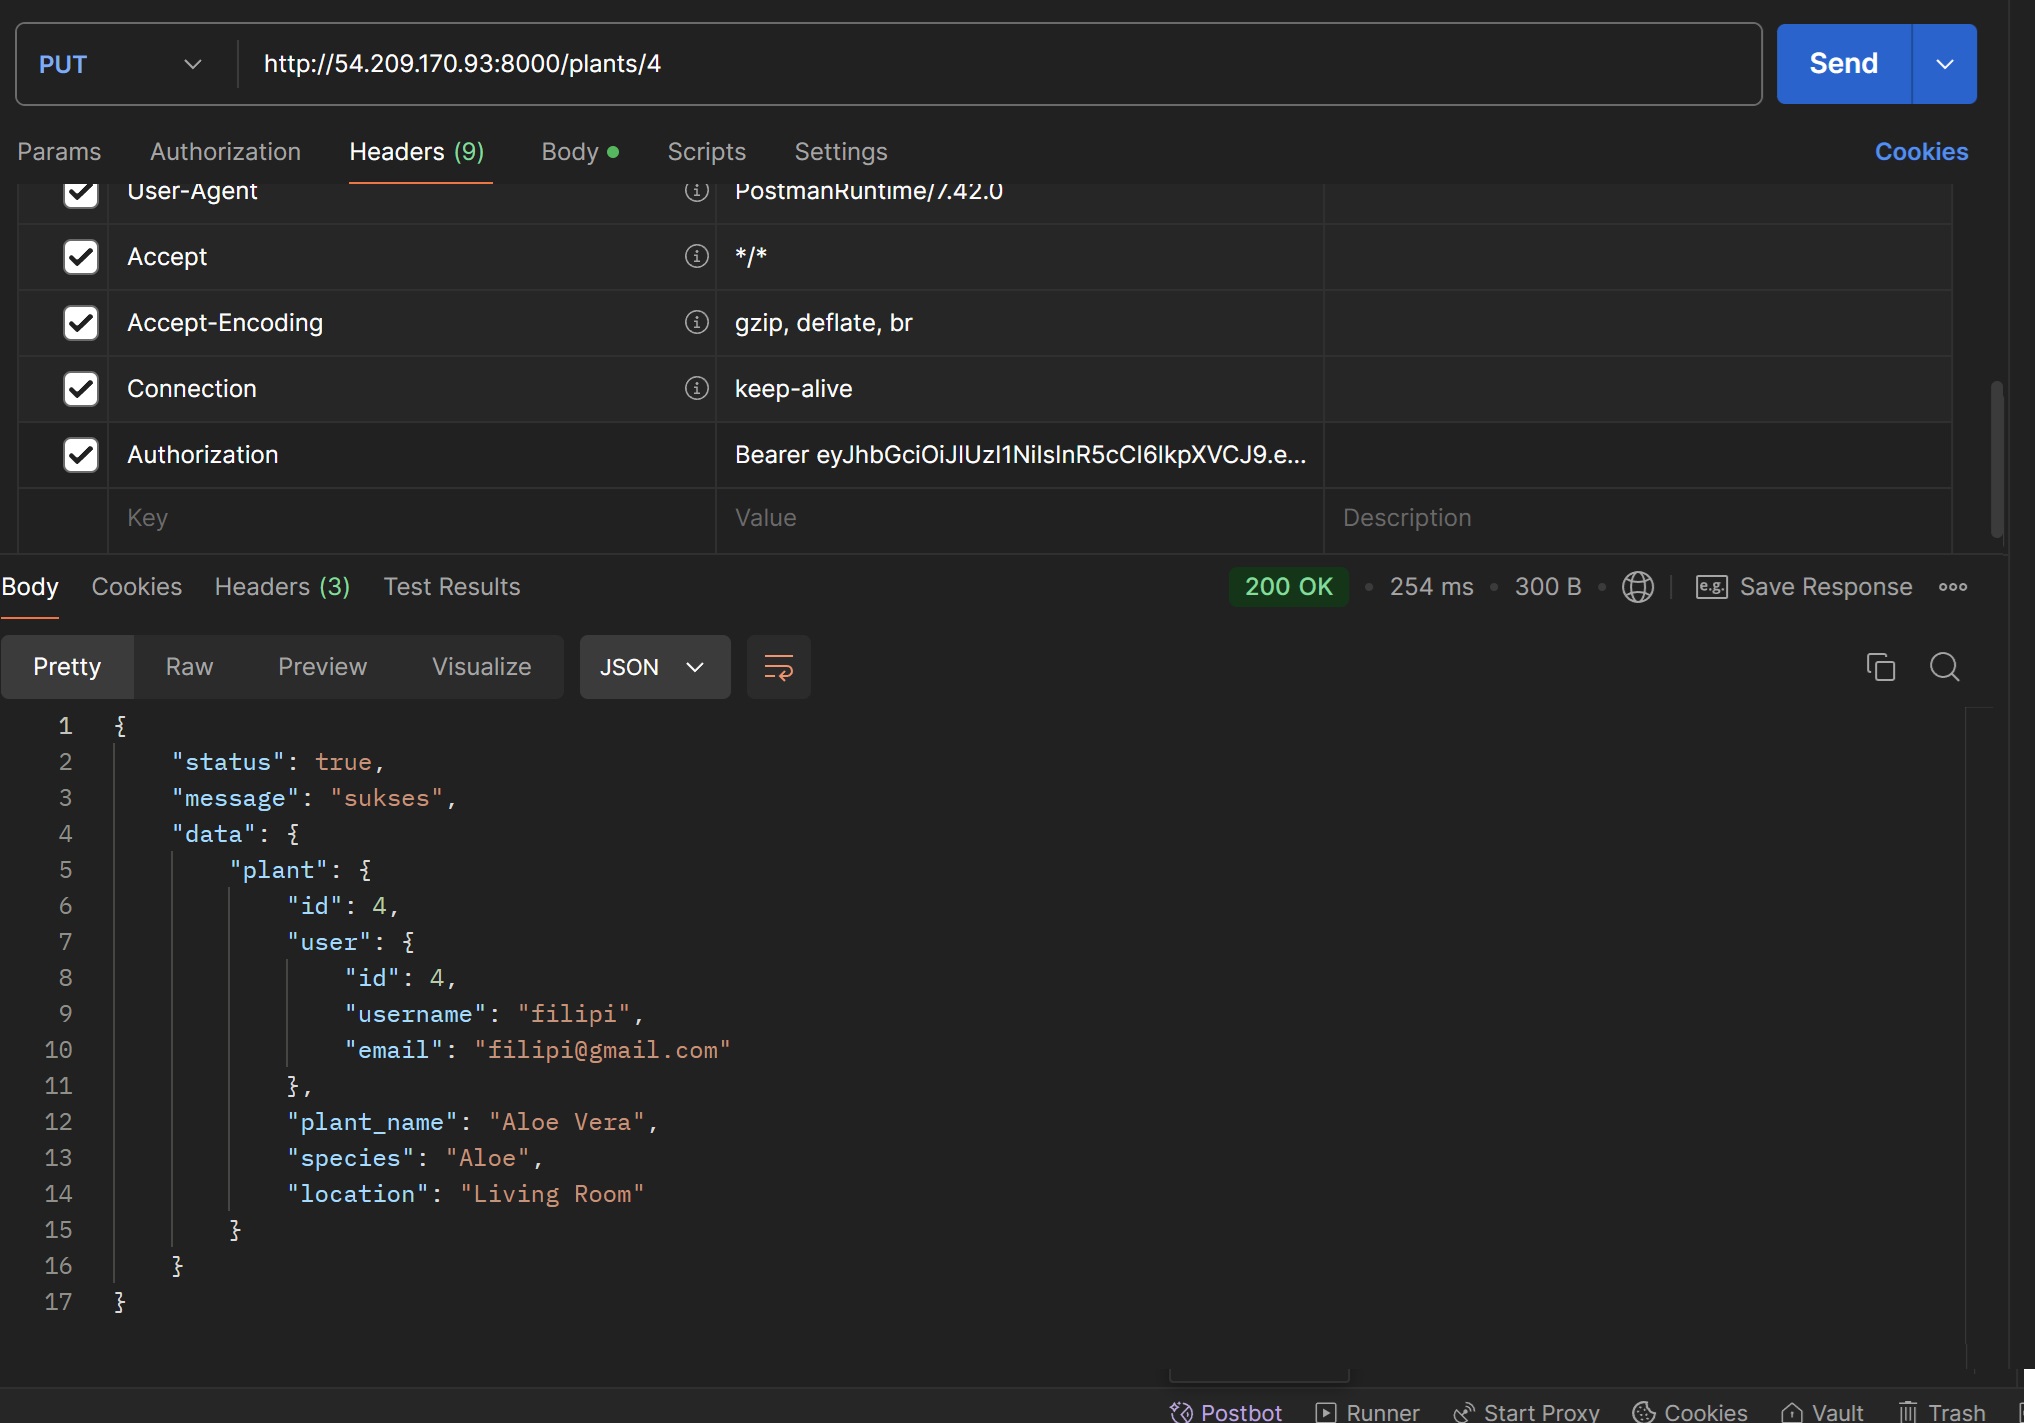 PUT http://54.209.170.93:8000/plants/4 Send
Params Authorization Headers (9) Body Scripts Settings Cookies
User-Agent PostmanRuntime/7.42.0
Accept */*
Accept-Encoding gzip, deflate, br
Connection keep-alive
Authorization Bearer eyJhbGciOiJIUzI1NiIsInR5cCI6IkpXVCJ9.e...
Key Value Description
Body Cookies Headers (3) Test Results 200 OK • 254 ms • 300 B • e.g. Save Response
Pretty Raw Preview Visualize JSON
1 {
2 "status": true,
3 "message": "sukses",
4 "data": {
5 "plant": {
6 "id": 4,
7 "user": {
8 "id": 4,
9 "username": "filipi",
10 "email": "filipi@gmail.com"
11 },
12 "plant_name": "Aloe Vera",
13 "species": "Aloe",
14 "location": "Living Room"
15 }
16 }
17 }
Postbot Runner Start Proxy Cookies Vault Trash